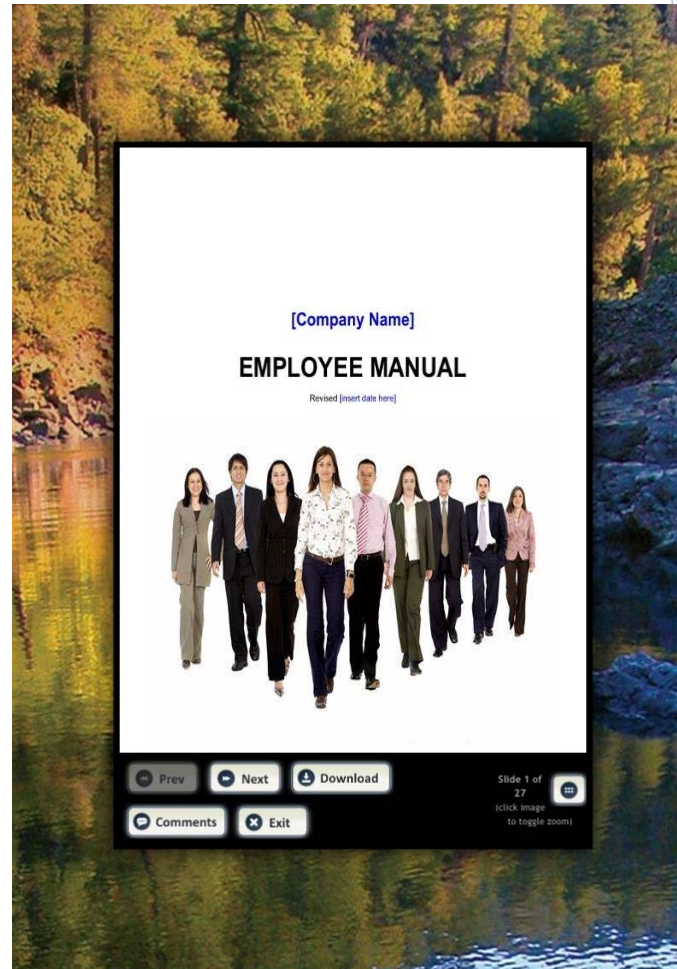 [Company Name]
EMPLOYEE MANUAL
Revised [insert date here]
Prev
Next
Download
Slide 1 of
27
(click image
to toggle zoom)
Comments
Exit